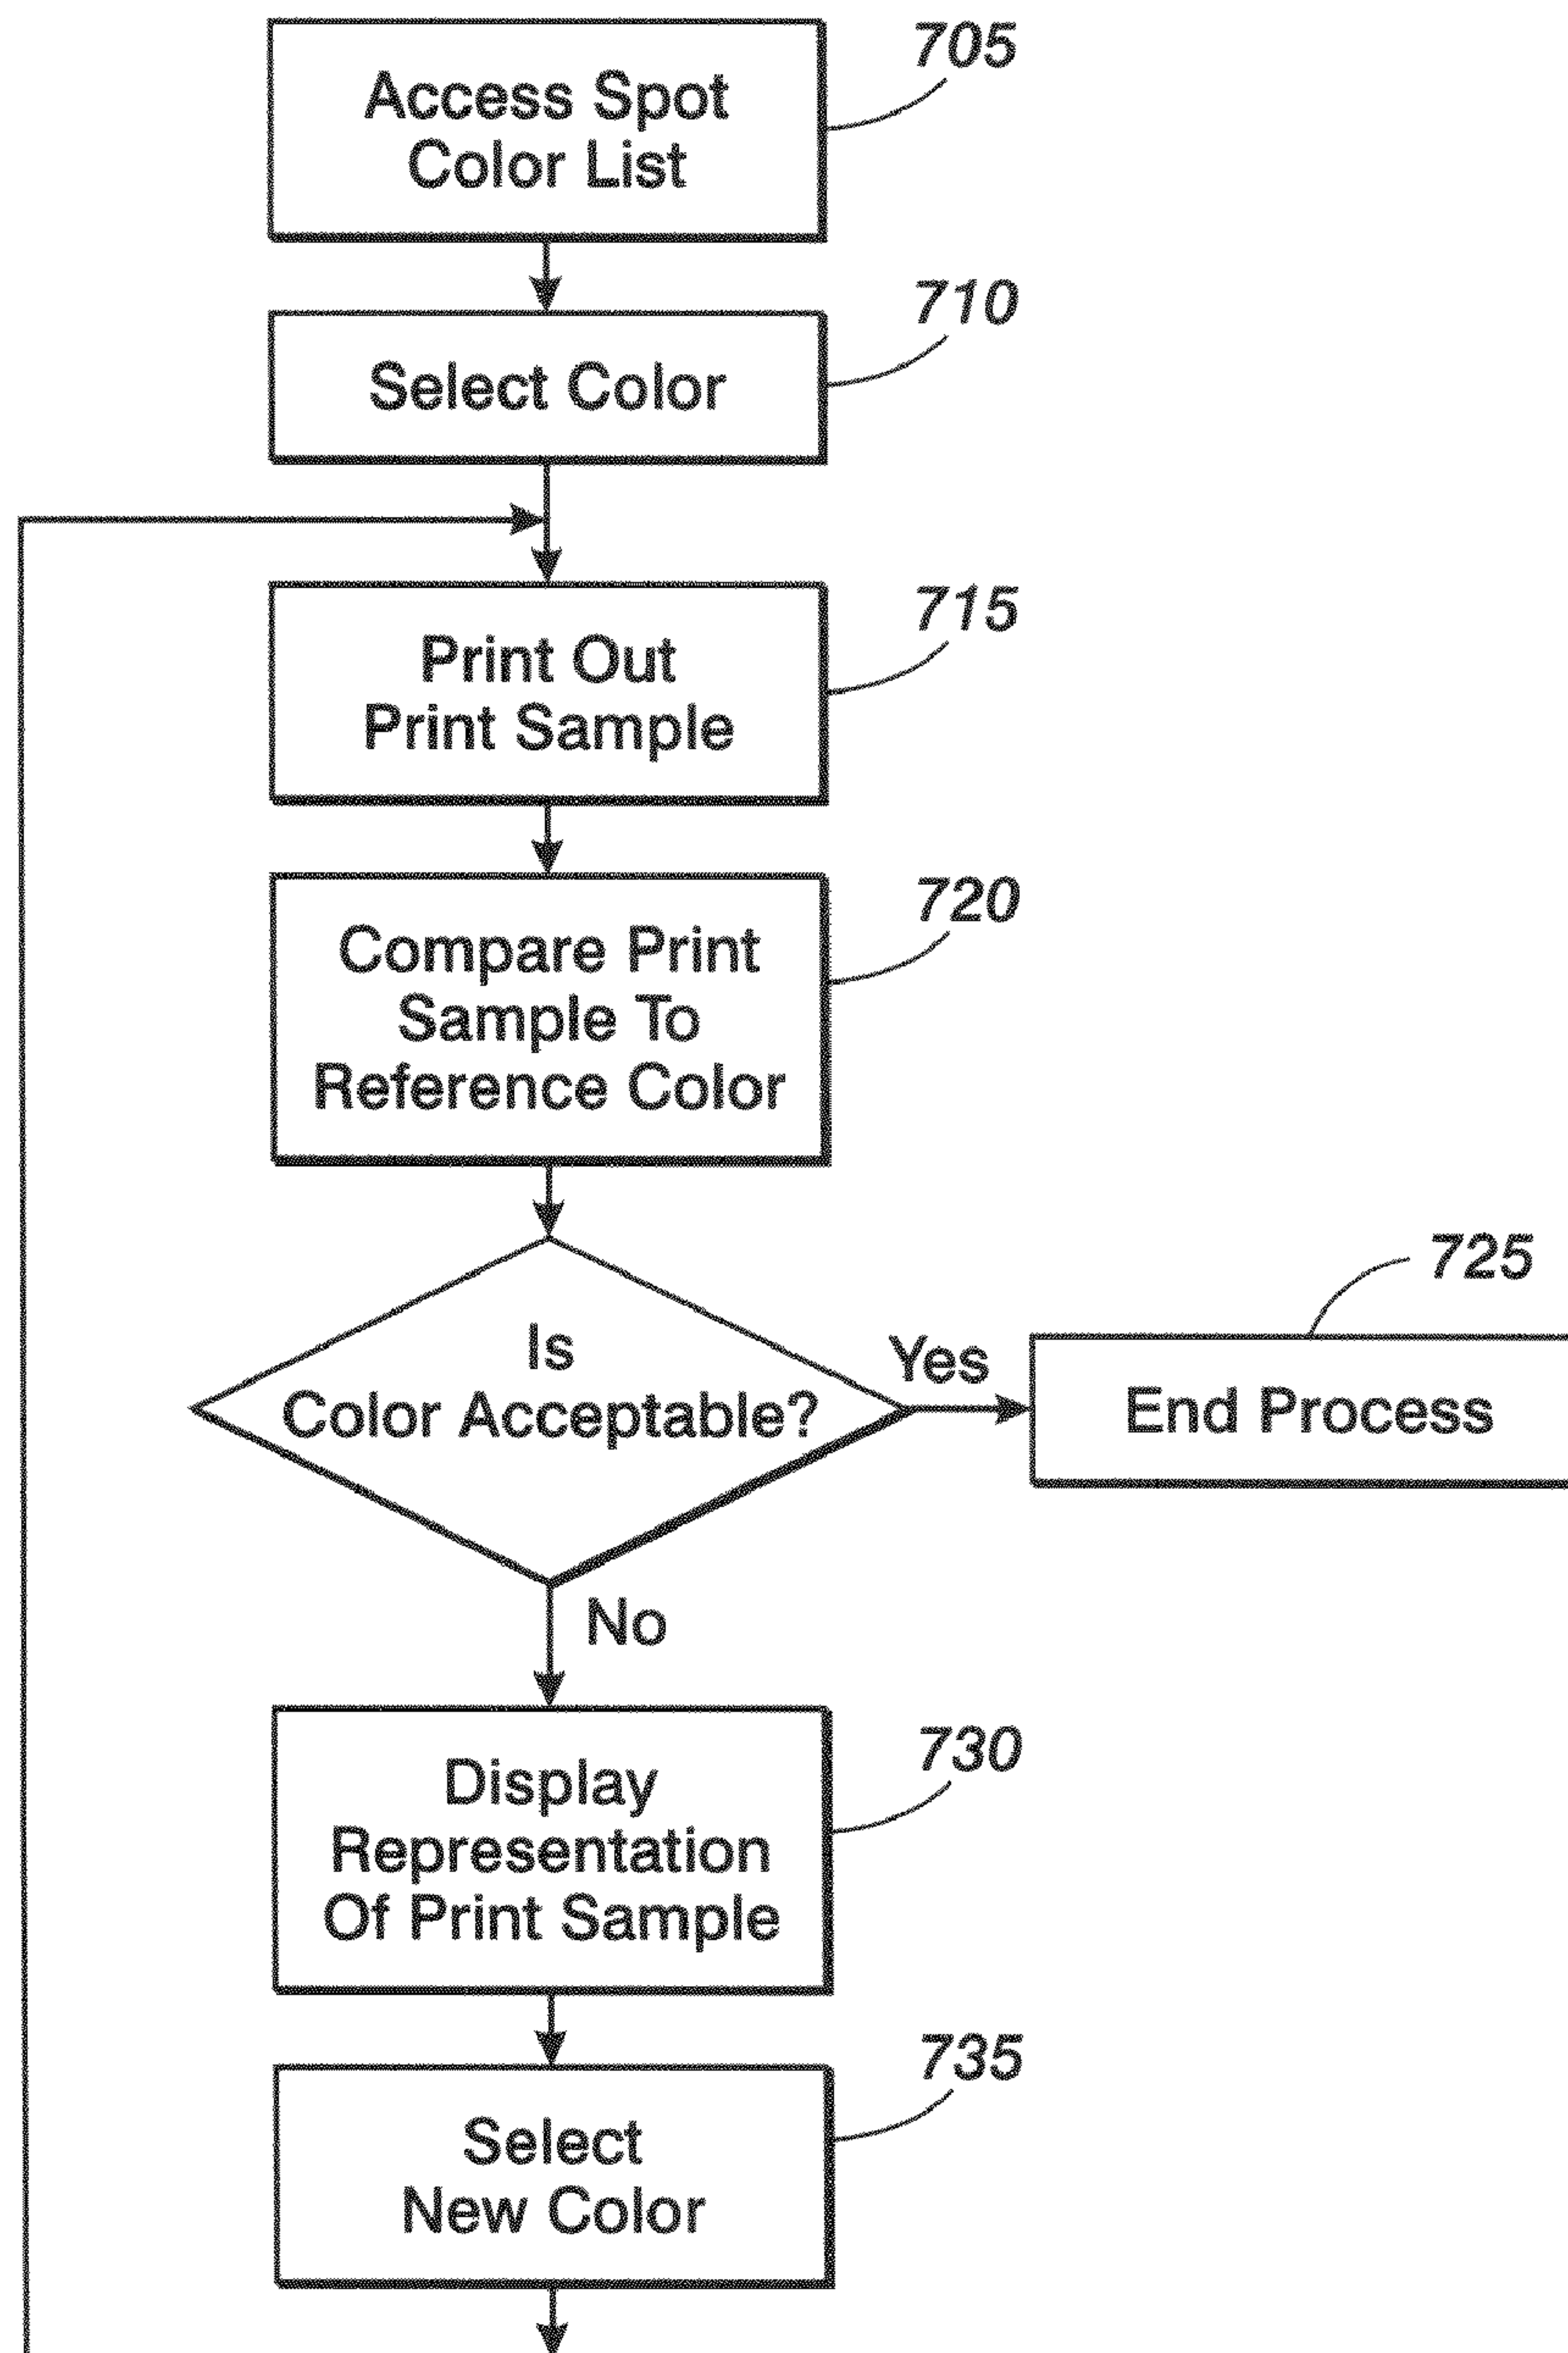 705
Access Spot
Color List
710
Select Color
715
Print Out
Print Sample
720
Compare Print
Sample To
Reference Color
725
Is
Color Acceptable?
Yes
End Process
No
730
Display
Representation
Of Print Sample
735
Select
New Color